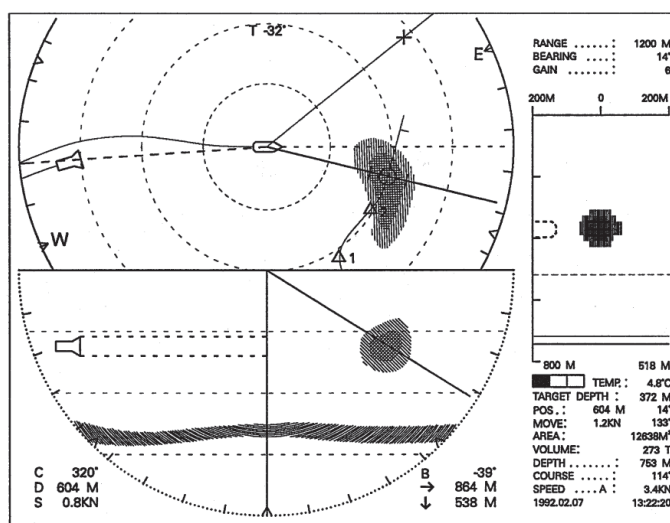 T -32°
E
W
2
1
C 320°
D 604 M
S 0.8KN
B -39°
→ 864 M
↓ 538 M
RANGE ...... : 1200 M
BEARING .... : 14°
GAIN ....... : 6
200M 0 200M
800 M 518 M
TEMP. : 4.8°C
TARGET DEPTH : 372 M
POS. : 604 M 14°
MOVE: 1.2KN 133°
AREA: 12638M²
VOLUME: 273 T
DEPTH ....... : 753 M
COURSE ..... : 114°
SPEED .. A : 3.4KN
1992.02.07 13:22:20